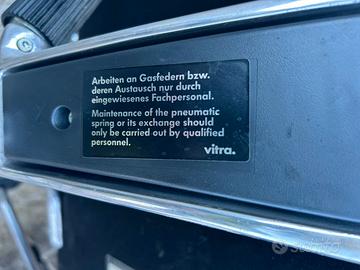 Arbeiten an Gasfedern bzw.
deren Austausch nur durch
eingewiesenes Fachpersonal.
Maintenance of the pneumatic
spring or its exchange should
only be carried out by qualified
personnel.
vitra.
subito